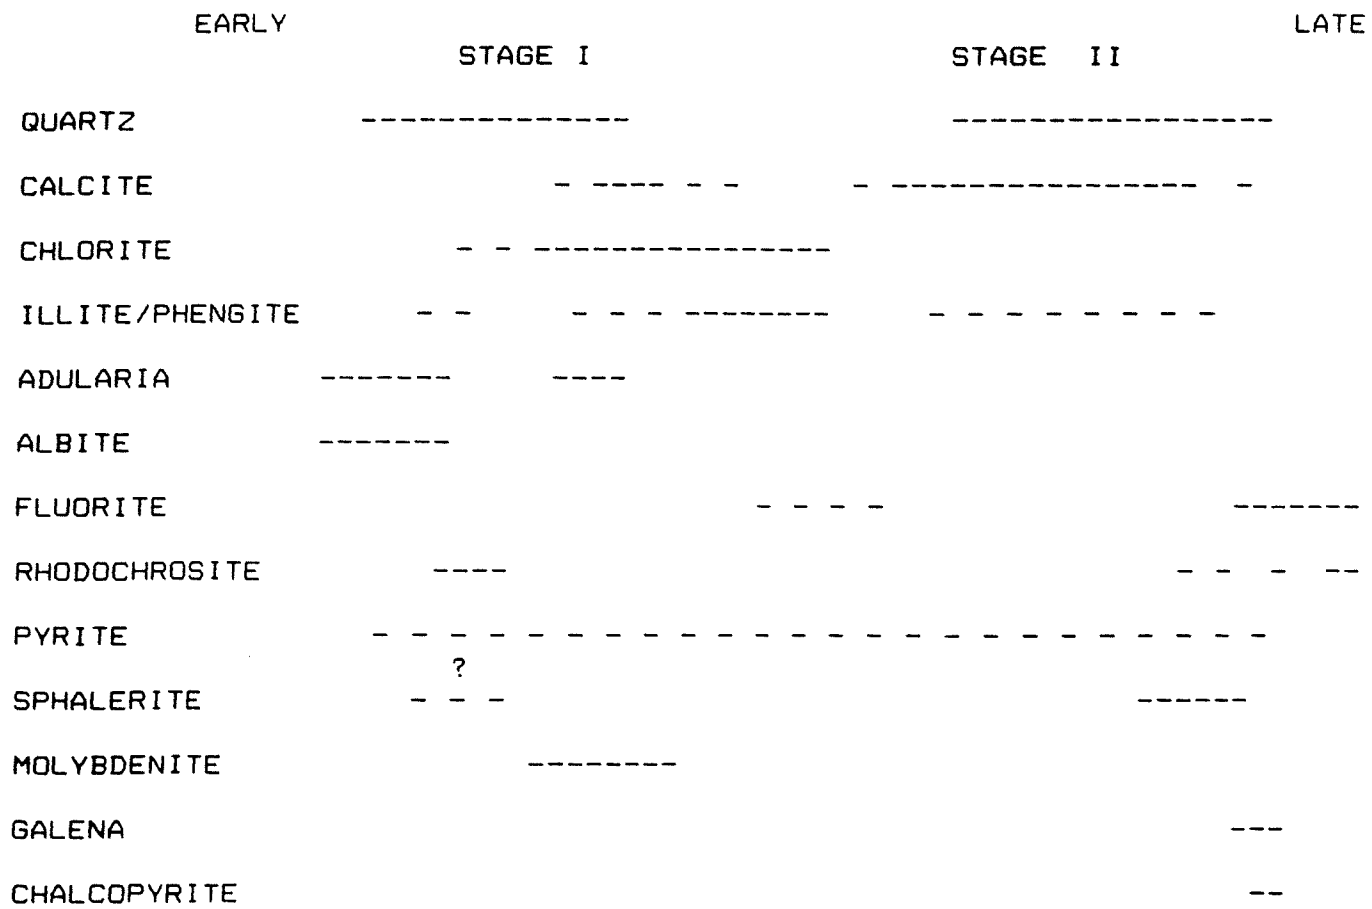 EARLY LATE
STAGE I STAGE II
QUARTZ -------------- -----------------
CALCITE - ---- - - - ---------------- -
CHLORITE - - ----------------
ILLITE/PHENGITE - - - - - -------- - - - - - - - -
ADULARIA ------- ----
ALBITE -------
FLUORITE - - - - -------
RHODOCHROSITE ---- - - - --
PYRITE - - - - - - - - - - - - - - - - - - - - - - - -
?
SPHALERITE - - - ------
MOLYBDENITE --------
GALENA ---
CHALCOPYRITE --